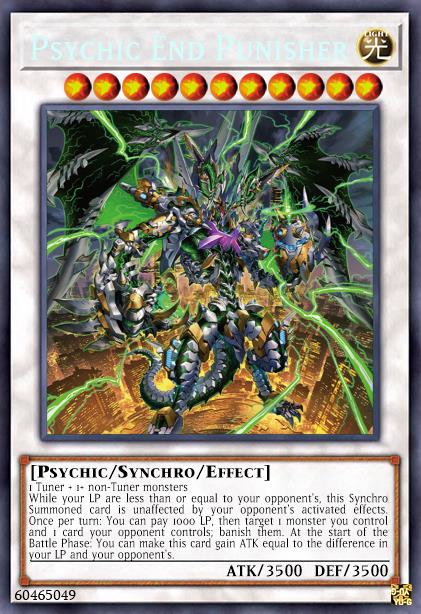 Psychic End Punisher
LIGHT
光
[Psychic/Synchro/Effect]
1 Tuner + 1+ non-Tuner monsters
While your LP are less than or equal to your opponent's, this Synchro
Summoned card is unaffected by your opponent's activated effects.
Once per turn: You can pay 1000 LP, then target 1 monster you control
and 1 card your opponent controls; banish them. At the start of the
Battle Phase: You can make this card gain ATK equal to the difference in
your LP and your opponent's.
ATK/3500 DEF/3500
60465049